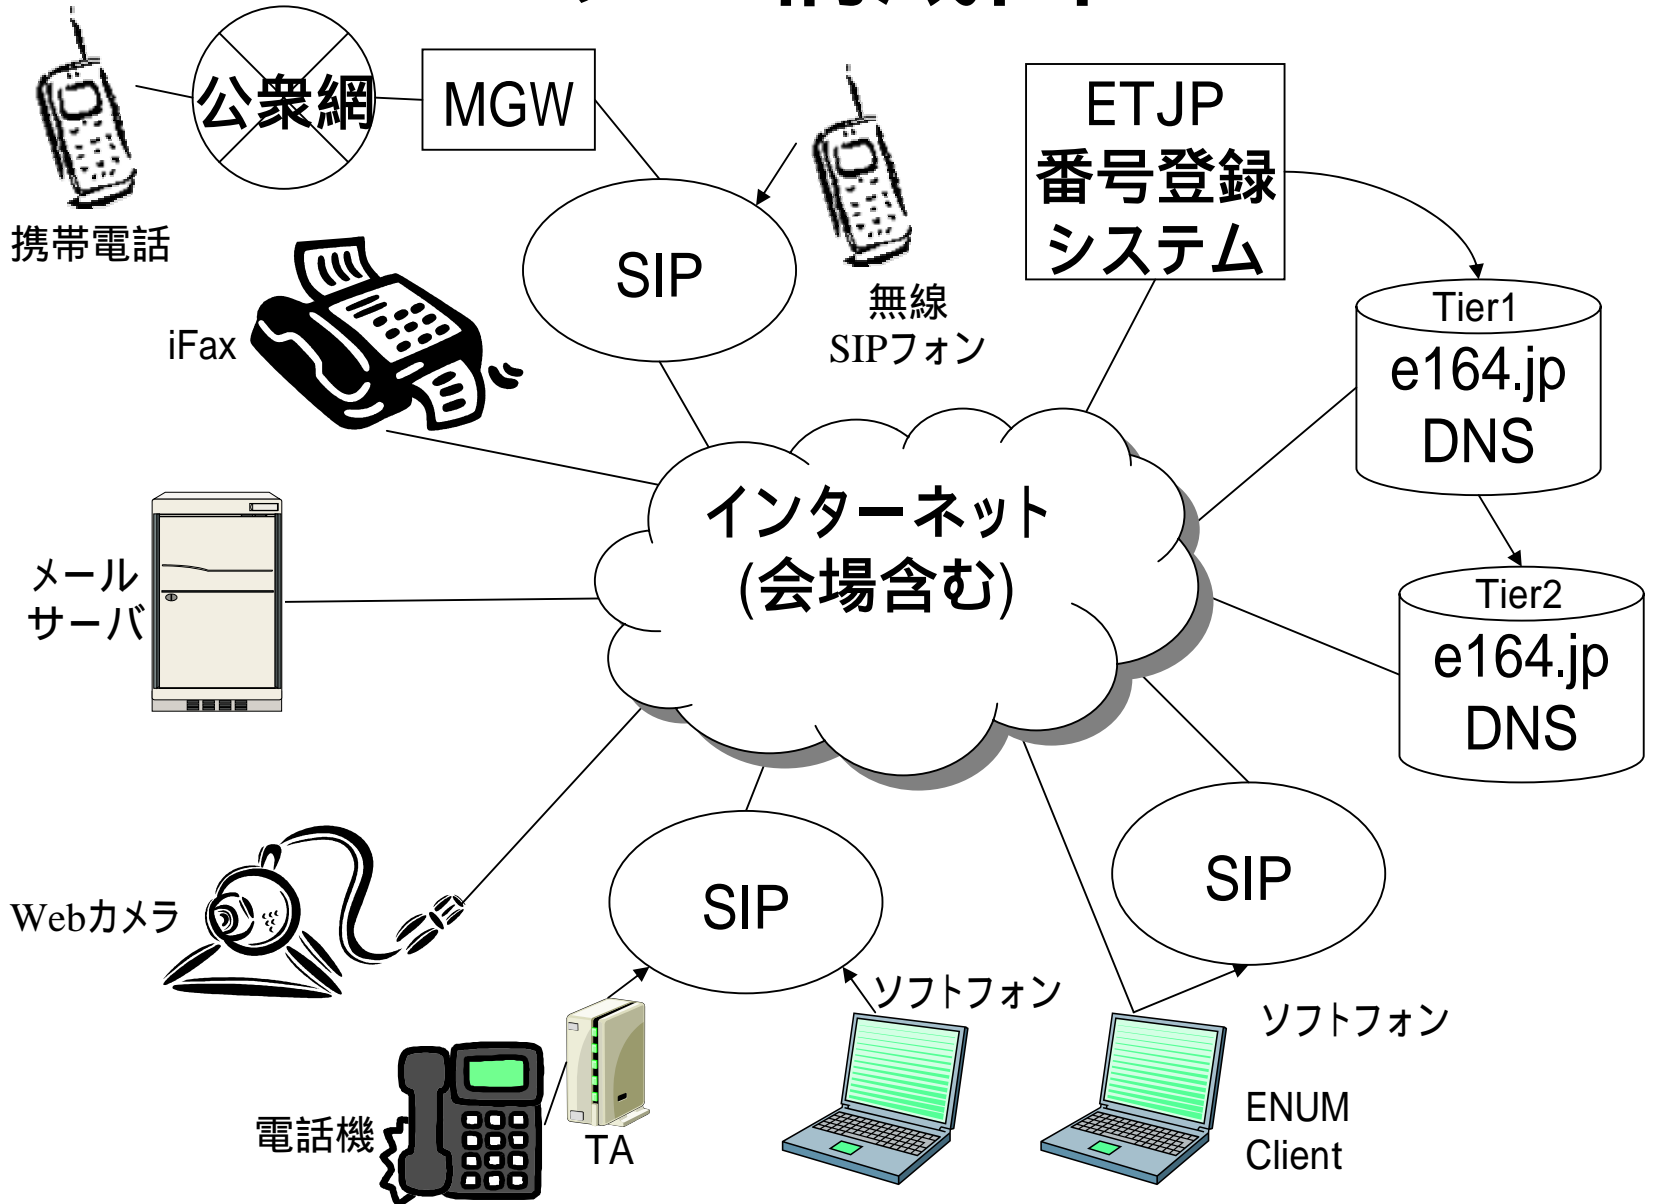 公衆網
MGW
携帯電話
SIP
無線
SIPフォン
iFax
ETJP
番号登録
システム
Tier1
e164.jp
DNS
インターネット
(会場含む)
メール
サーバ
Tier2
e164.jp
DNS
Webカメラ
SIP
SIP
ソフトフォン
ソフトフォン
電話機
TA
ENUM
Client